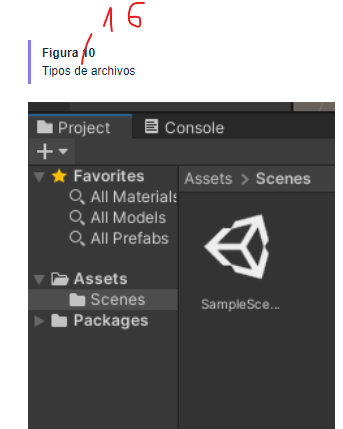 16
Figura 10
Tipos de archivos
Project
Console
Favorites
Assets > Scenes
All Materials
All Models
All Prefabs
Assets
Scenes
SampleSce...
Packages